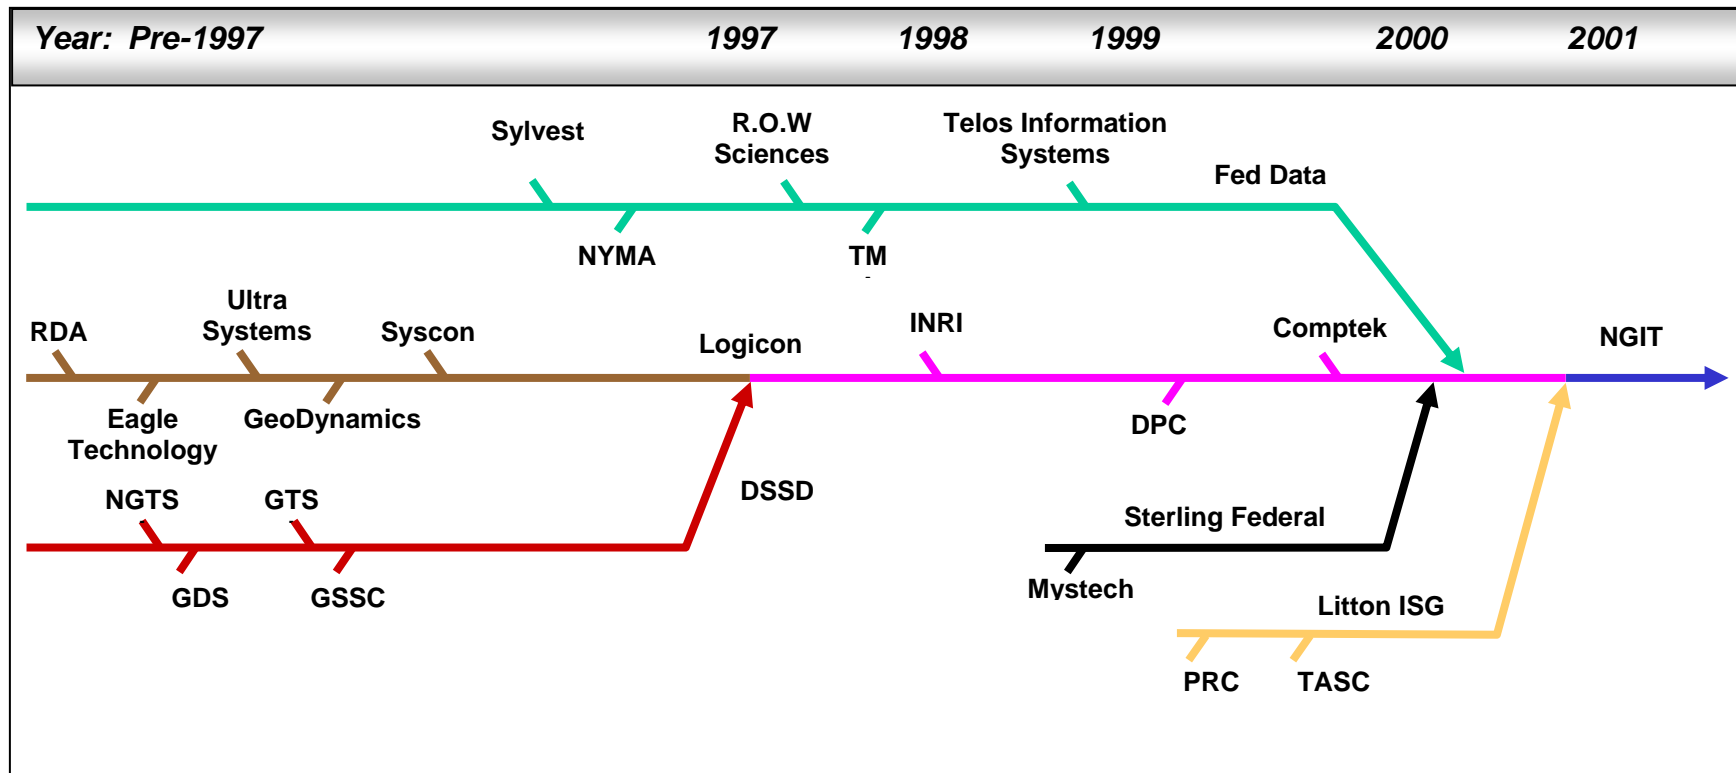 Year: Pre-1997 1997 1998 1999 2000 2001
Sylvest
R.O.W
Sciences
Telos Information
Systems
Fed Data
NYMA
TM
RDA
Ultra
Systems
Syscon
Logicon
INRI
Comptek
NGIT
Eagle
Technology
GeoDynamics
DPC
NGTS
GTS
DSSD
Sterling Federal
GDS
GSSC
Mystech
Litton ISG
PRC
TASC